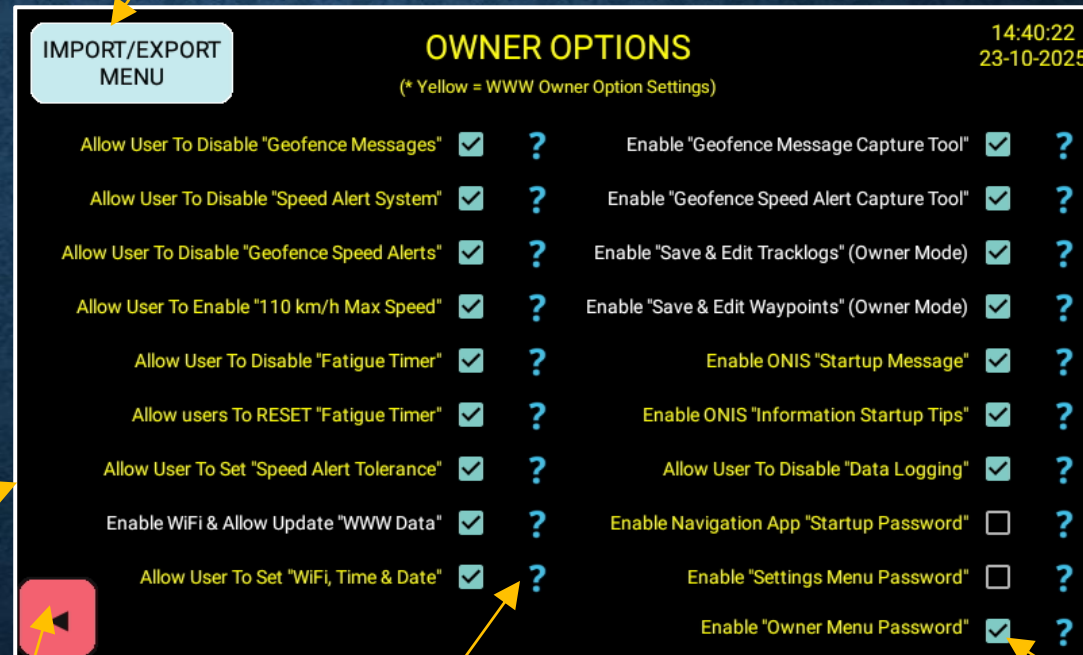 IMPORT/EXPORT
MENU
OWNER OPTIONS
(* Yellow = WWW Owner Option Settings)
14:40:22
23-10-2025
Allow User To Disable "Geofence Messages" ?
Enable "Geofence Message Capture Tool" ?
Allow User To Disable "Speed Alert System" ?
Enable "Geofence Speed Alert Capture Tool" ?
Allow User To Disable "Geofence Speed Alerts" ?
Enable "Save & Edit Tracklogs" (Owner Mode) ?
Allow User To Enable "110 km/h Max Speed" ?
Enable "Save & Edit Waypoints" (Owner Mode) ?
Allow User To Disable "Fatigue Timer" ?
Enable ONIS "Startup Message" ?
Allow users To RESET "Fatigue Timer" ?
Enable ONIS "Information Startup Tips" ?
Allow User To Set "Speed Alert Tolerance" ?
Allow User To Disable "Data Logging" ?
Enable WiFi & Allow Update "WWW Data" ?
Enable Navigation App "Startup Password" ?
Allow User To Set "WiFi, Time & Date" ?
Enable "Settings Menu Password" ?
Enable "Owner Menu Password" ?